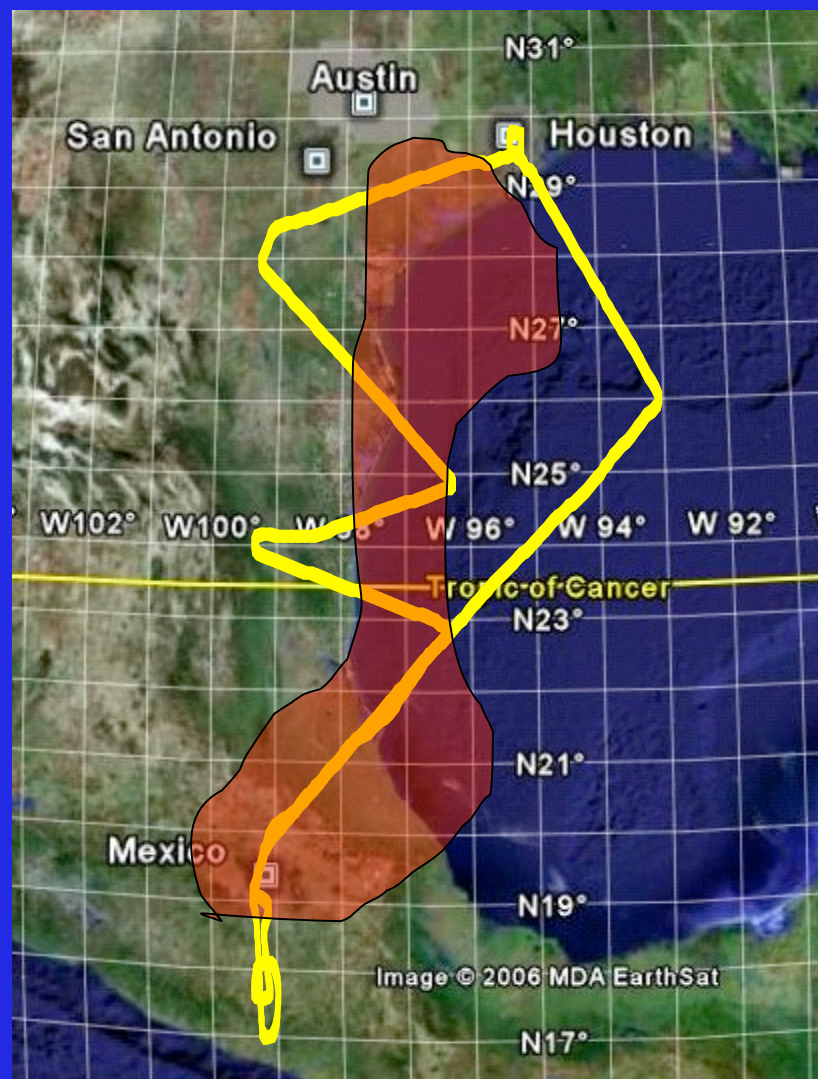 N31°
Austin
San Antonio
Houston
N29°
N27°
N25°
W102° W100° W 98° W 96° W 94° W 92°
Tropic of Cancer
N23°
N21°
Mexico
N19°
Image © 2006 MDA EarthSat
N17°